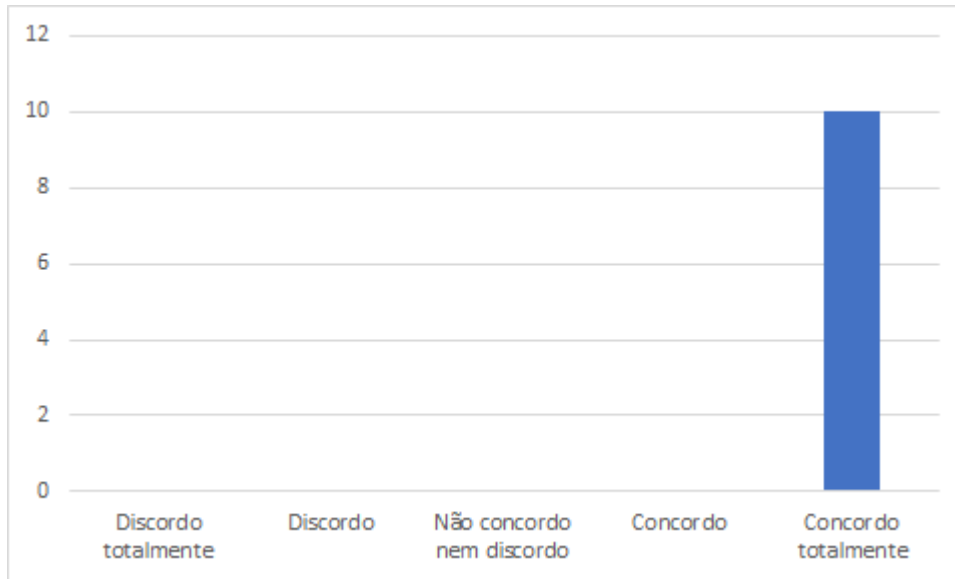 12
10
8
6
4
2
0
Discordo
totalmente
Discordo
Não concordo
nem discordo
Concordo
Concordo
totalmente